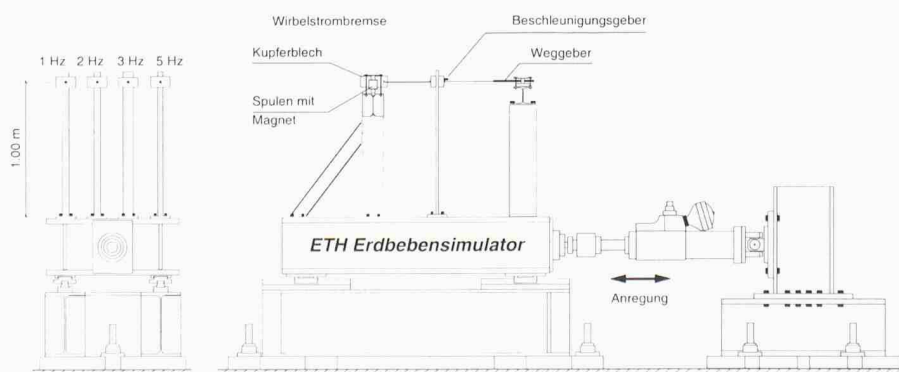 Wirbelstrombremse
Beschleunigungsgeber
1 Hz 2 Hz 3 Hz 5 Hz
Kupferblech
Weggeber
Spulen mit
Magnet
1.00 m
ETH Erdbebensimulator
Anregung